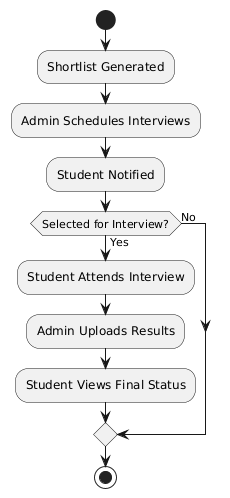 Shortlist Generated
Admin Schedules Interviews
Student Notified
Selected for Interview?
No
Yes
Student Attends Interview
Admin Uploads Results
Student Views Final Status